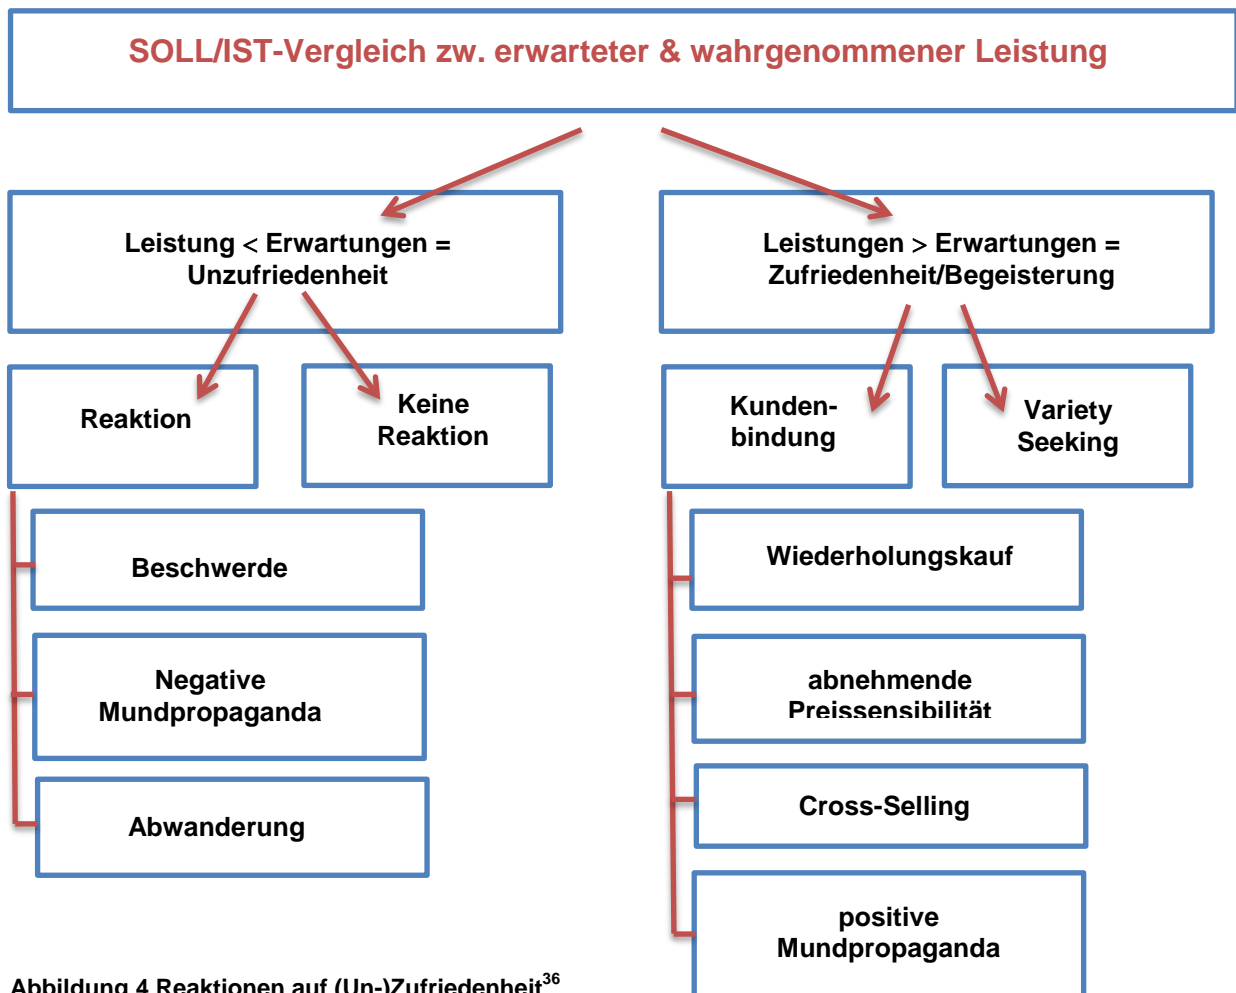 SOLL/IST-Vergleich zw. erwarteter & wahrgenommener Leistung
Leistung < Erwartungen =
Unzufriedenheit
Leistungen > Erwartungen =
Zufriedenheit/Begeisterung
Reaktion
Keine
Reaktion
Kunden-
bindung
Variety
Seeking
Beschwerde
Negative
Mundpropaganda
Abwanderung
Wiederholungskauf
abnehmende
Preissensibilität
Cross-Selling
positive
Mundpropaganda
Abbildung 4 Reaktionen auf (Un-)Zufriedenheit36